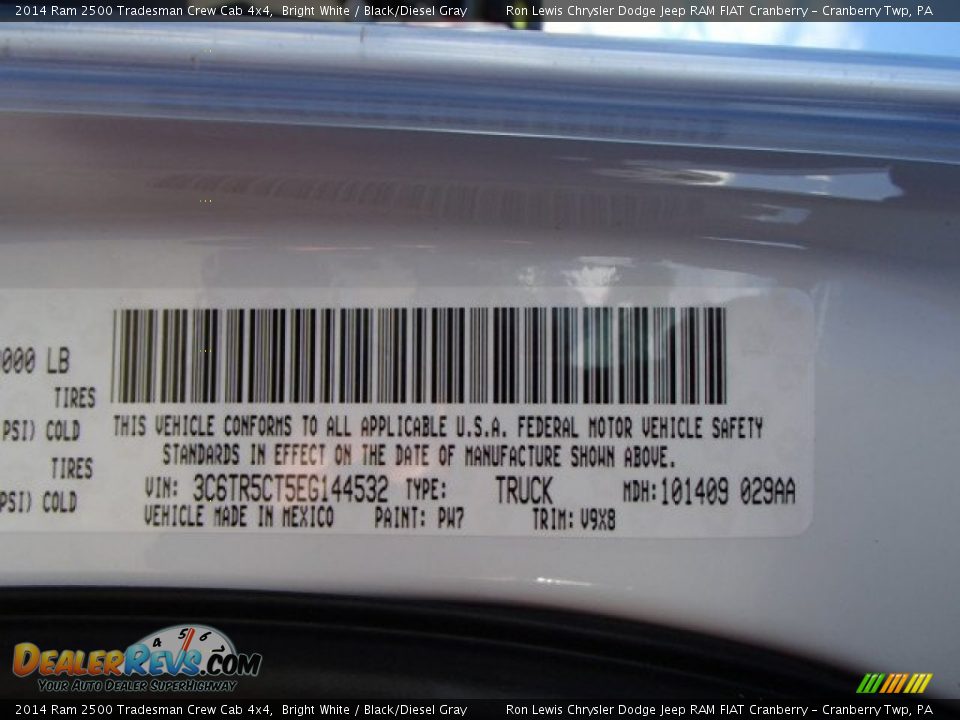 2014 Ram 2500 Tradesman Crew Cab 4x4, Bright White / Black/Diesel Gray Ron Lewis Chrysler Dodge Jeep RAM FIAT Cranberry - Cranberry Twp, PA
000 LB
TIRES
PSI) COLD
TIRES
PSI) COLD
THIS VEHICLE CONFORMS TO ALL APPLICABLE U.S.A. FEDERAL MOTOR VEHICLE SAFETY
STANDARDS IN EFFECT ON THE DATE OF MANUFACTURE SHOWN ABOVE.
VIN: 3C6TR5CT5EG144532 TYPE: TRUCK MDH:101409 029AA
VEHICLE MADE IN MEXICO PAINT: PW7 TRIM: V9X8
4 5 6
DEALERREVS.COM
YOUR AUTO DEALER SUPERHIGHWAY
2014 Ram 2500 Tradesman Crew Cab 4x4, Bright White / Black/Diesel Gray Ron Lewis Chrysler Dodge Jeep RAM FIAT Cranberry - Cranberry Twp, PA